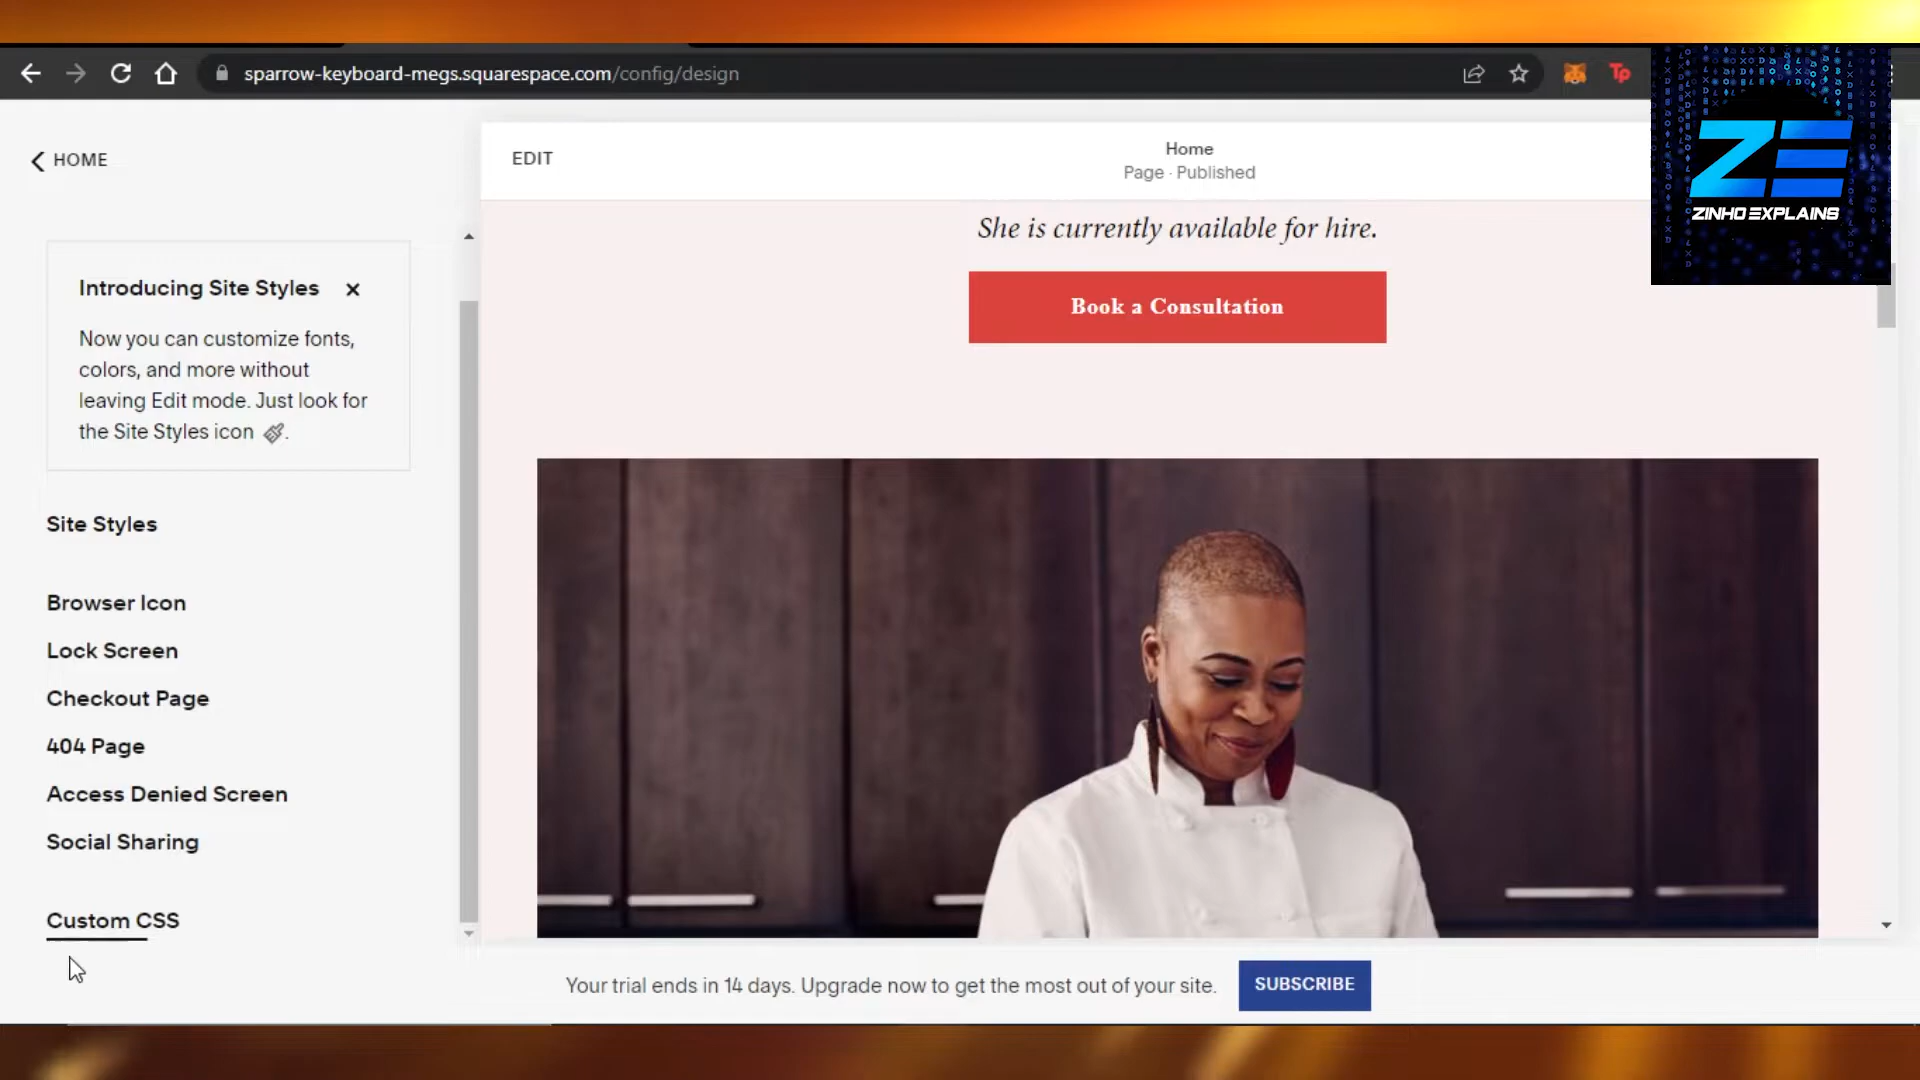 sparrow-keyboard-megs.squarespace.com/config/design
Tp
ZE
ZINHO EXPLAINS
HOME
EDIT
Home
Page · Published
Introducing Site Styles
Now you can customize fonts,
colors, and more without
leaving Edit mode. Just look for
the Site Styles icon
She is currently available for hire.
Book a Consultation
Site Styles
Browser Icon
Lock Screen
Checkout Page
404 Page
Access Denied Screen
Social Sharing
Custom CSS
Your trial ends in 14 days. Upgrade now to get the most out of your site.
SUBSCRIBE